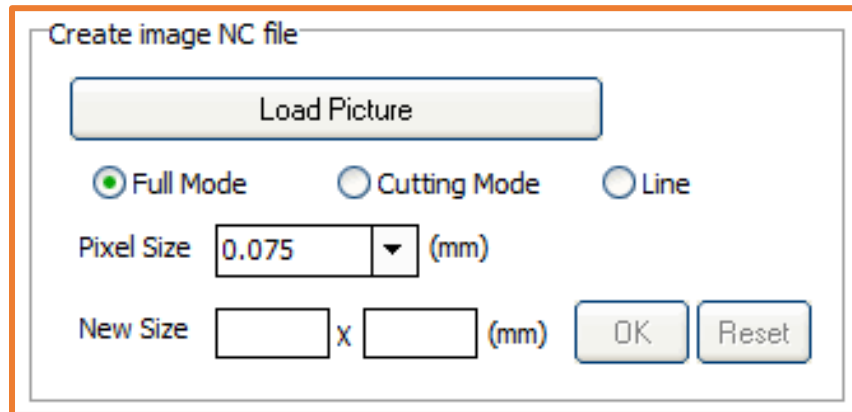 Create image NC file
Load Picture
Full Mode Cutting Mode Line
Pixel Size 0.075 (mm)
New Size X (mm) OK Reset